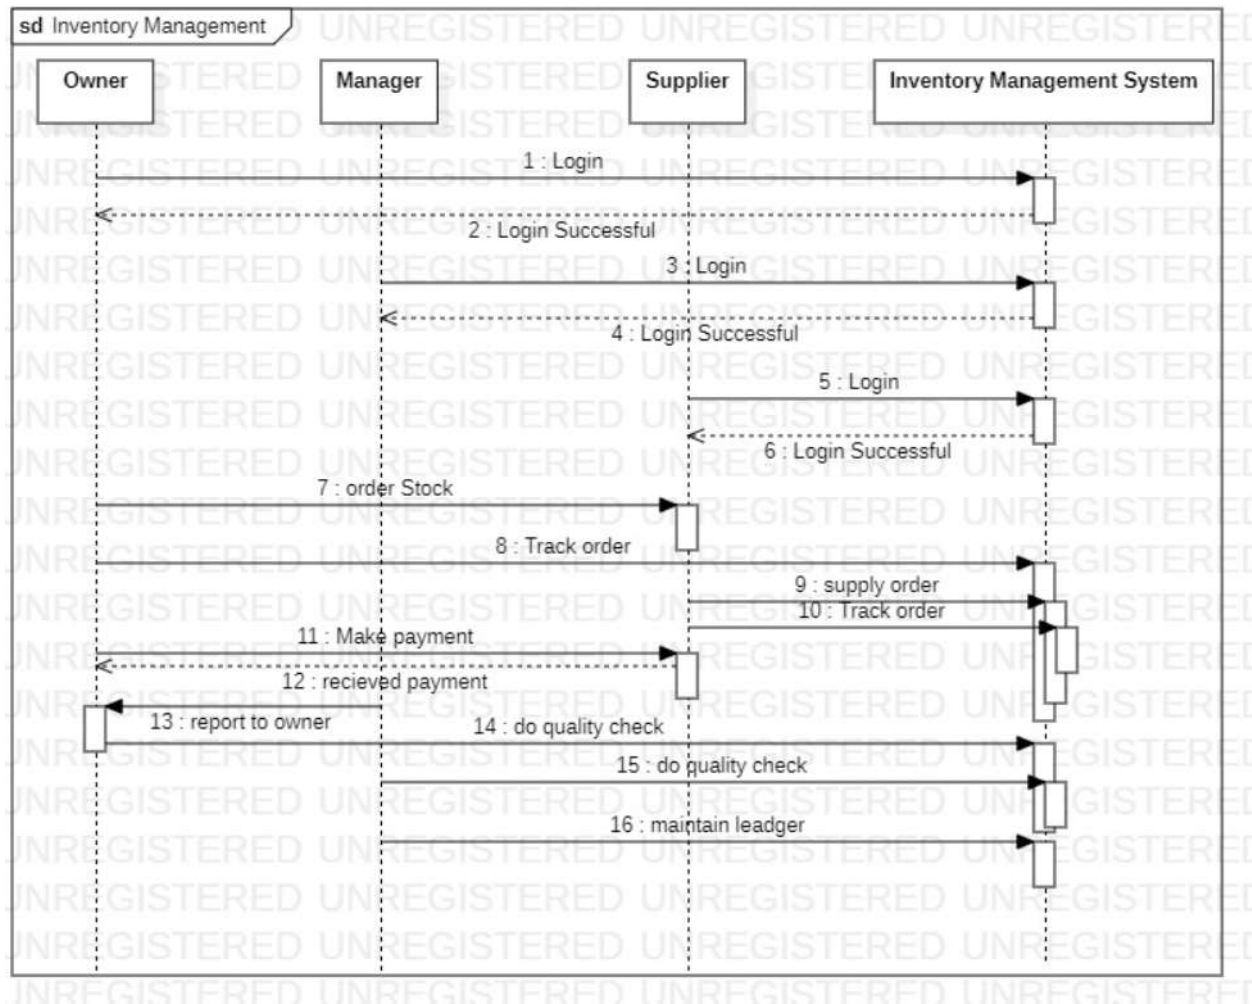 sd Inventory Management
Owner
Manager
Supplier
Inventory Management System
1 : Login
2 : Login Successful
3 : Login
4 : Login Successful
5 : Login
6 : Login Successful
7 : order Stock
8 : Track order
9 : supply order
10 : Track order
11 : Make payment
12 : recieved payment
13 : report to owner
14 : do quality check
15 : do quality check
16 : maintain leadger
UNREGISTERED